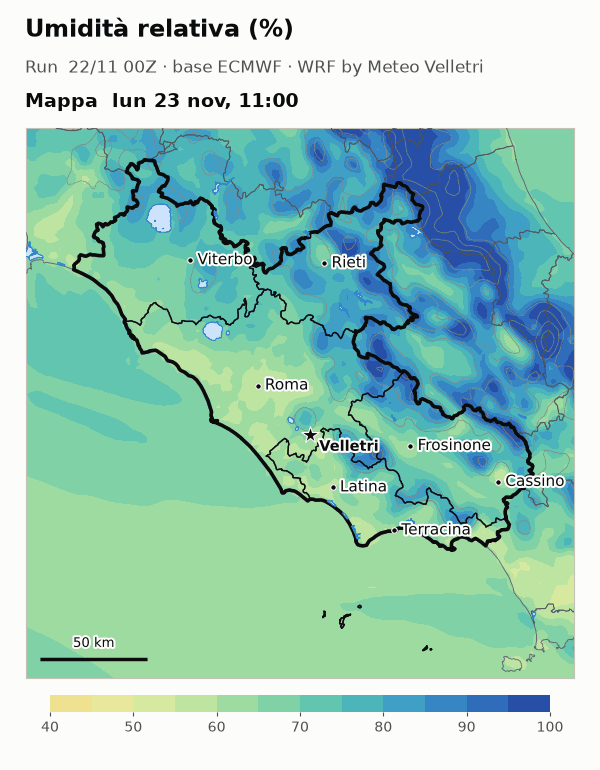 Umidità relativa (%)
Run 22/11 00Z · base ECMWF · WRF by Meteo Velletri
Mappa lun 23 nov, 11:00
Viterbo
Rieti
Roma
Velletri
Frosinone
Cassino
Latina
Terracina
50 km
40 50 60 70 80 90 100